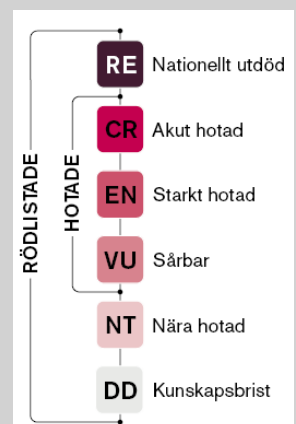 RÖDLISTADE
HOTADE
RE Nationellt utdöd
CR Akut hotad
EN Starkt hotad
VU Sårbar
NT Nära hotad
DD Kunskapsbrist